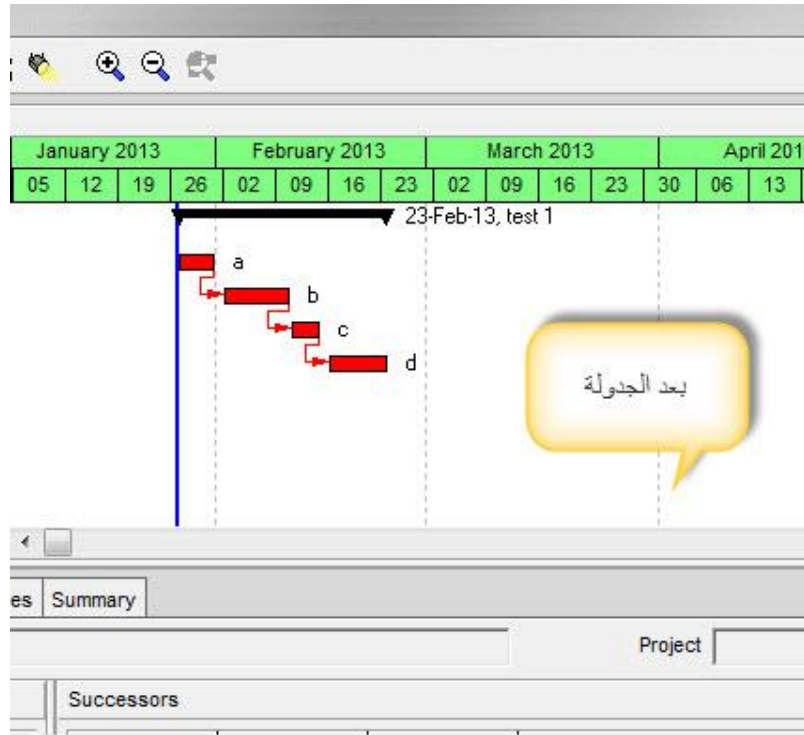 January 2013 February 2013 March 2013 April 201
05 12 19 26 02 09 16 23 02 09 16 23 30 06 13
23-Feb-13, test 1
a
b
c
d
بعد الجدولة
es Summary
Project
Successors